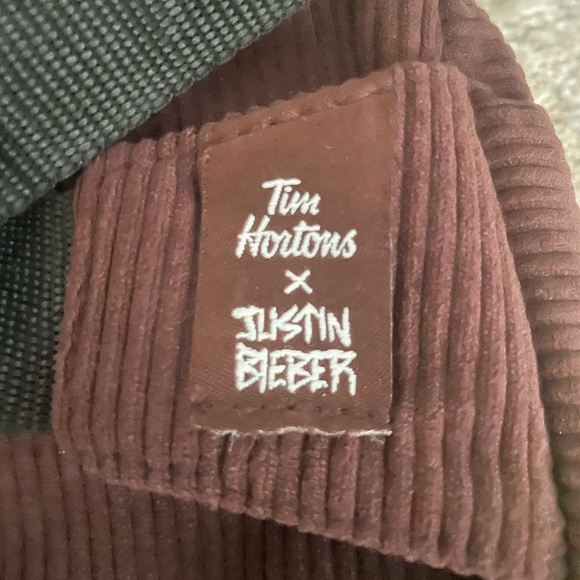 Tim
Hortons
×
JUSTIN
BIEBER